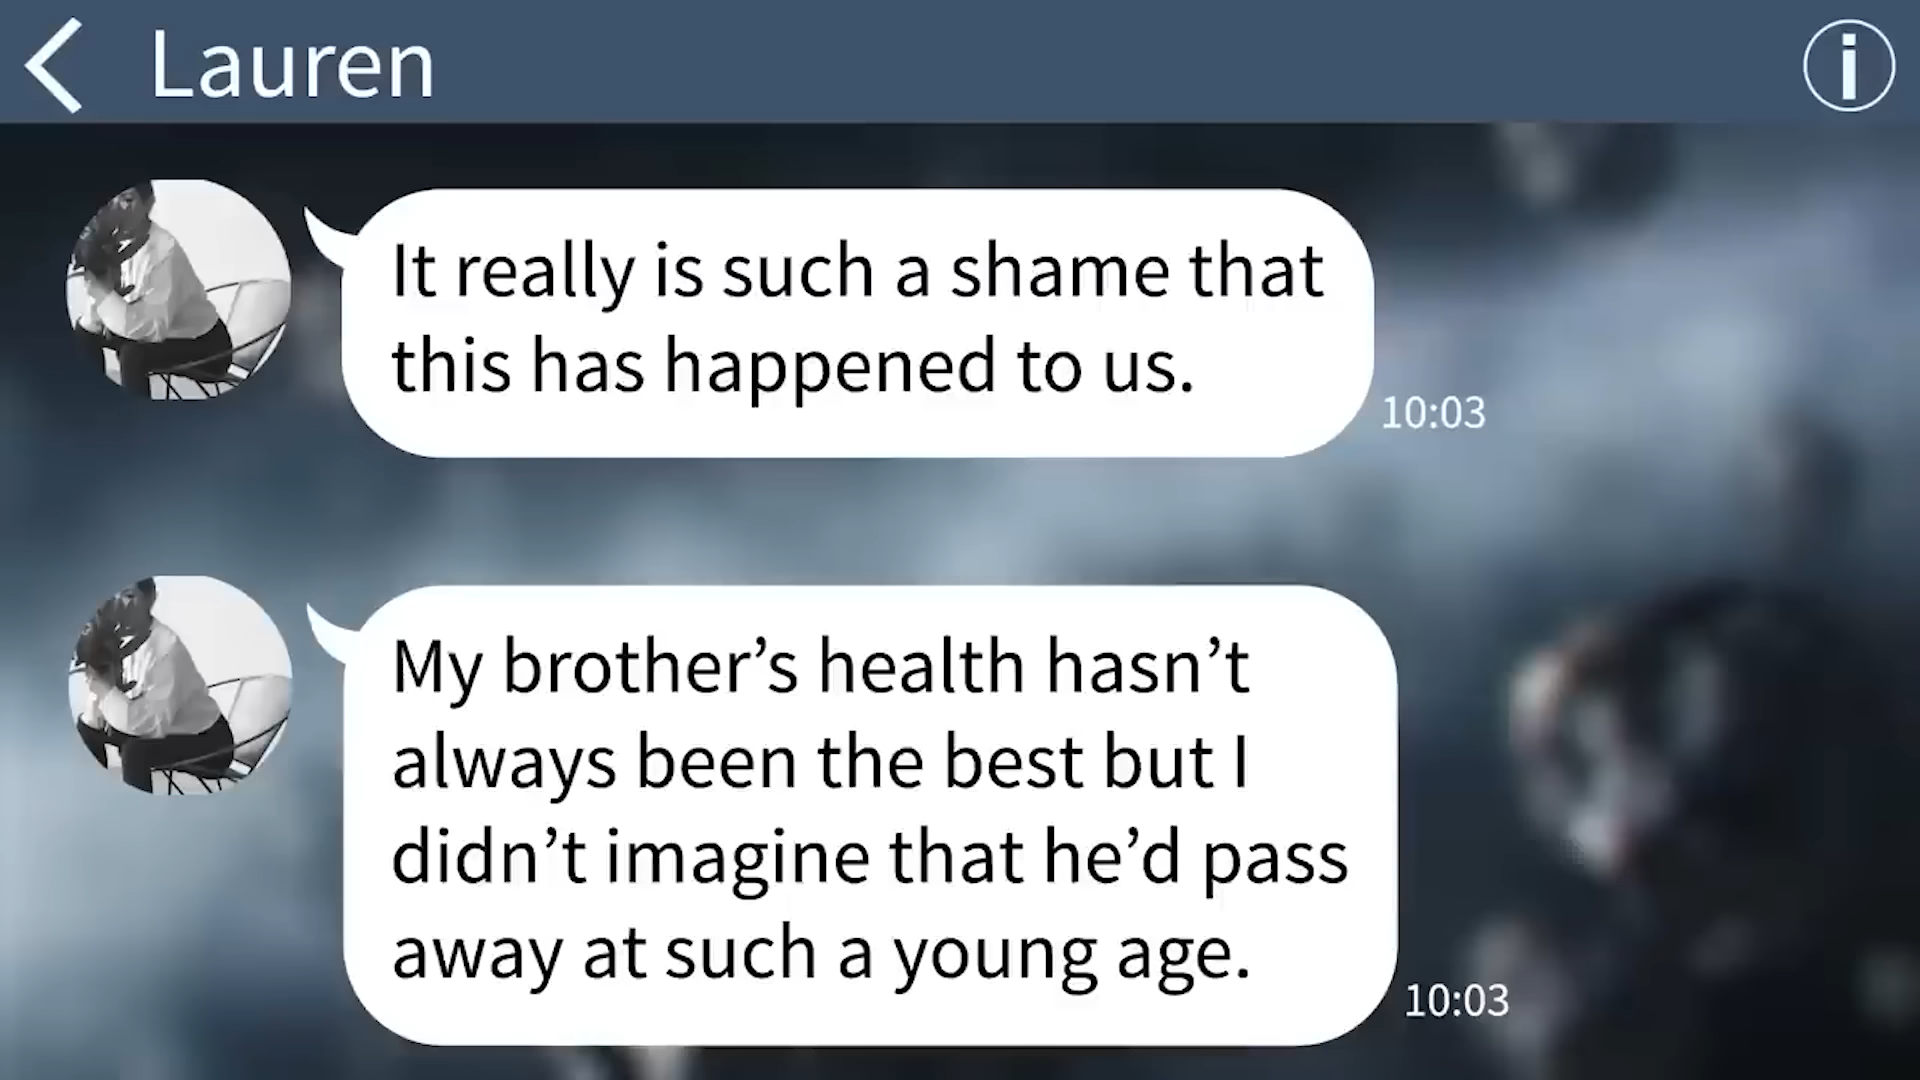 Lauren
It really is such a shame that
this has happened to us.
10:03
My brother’s health hasn’t
always been the best but I
didn’t imagine that he’d pass
away at such a young age.
10:03